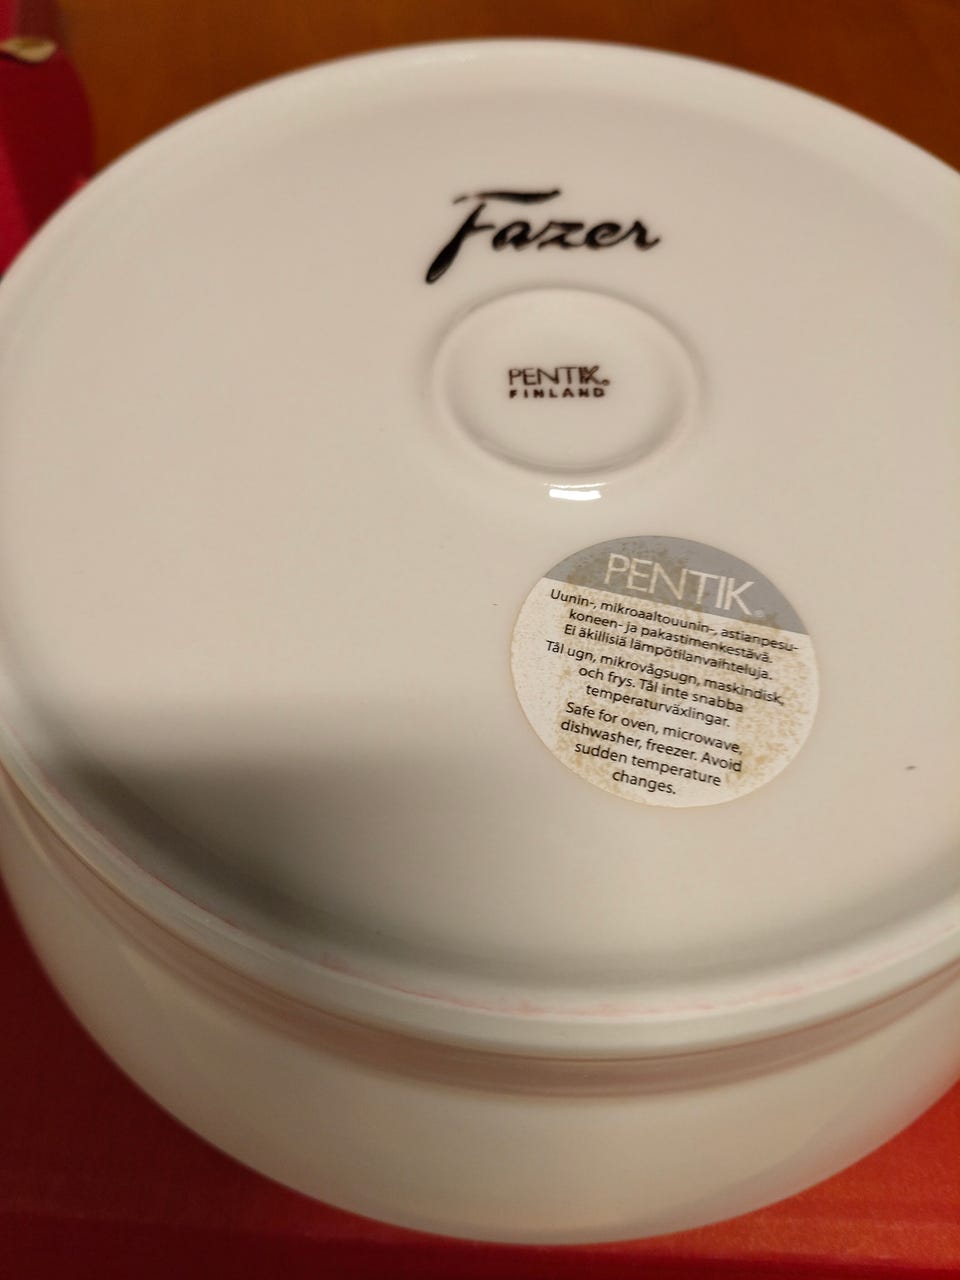 Fazer
PENTIK®
FINLAND
PENTIK®
Uunin-, mikroaaltouunin-, astianpesu-
koneen- ja pakastimenkestävä.
Ei äkillisiä lämpötilanvaihteluja.
Tål ugn, mikrovågsugn, maskindisk,
och frys. Tål inte snabba
temperaturväxlingar.
Safe for oven, microwave,
dishwasher, freezer. Avoid
sudden temperature
changes.